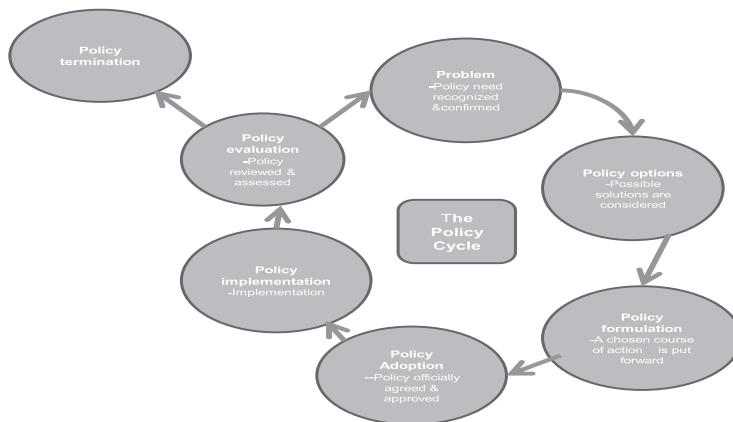 Policy
termination
Problem
-Policy need
recognized
&confirmed
Policy options
-Possible
solutions are
considered
Policy
formulation
-A chosen course
of action is put
forward
Policy
Adoption
--Policy officially
agreed &
approved
Policy
implementation
-Implementation
Policy
evaluation
-Policy
reviewed &
assessed
The
Policy
Cycle